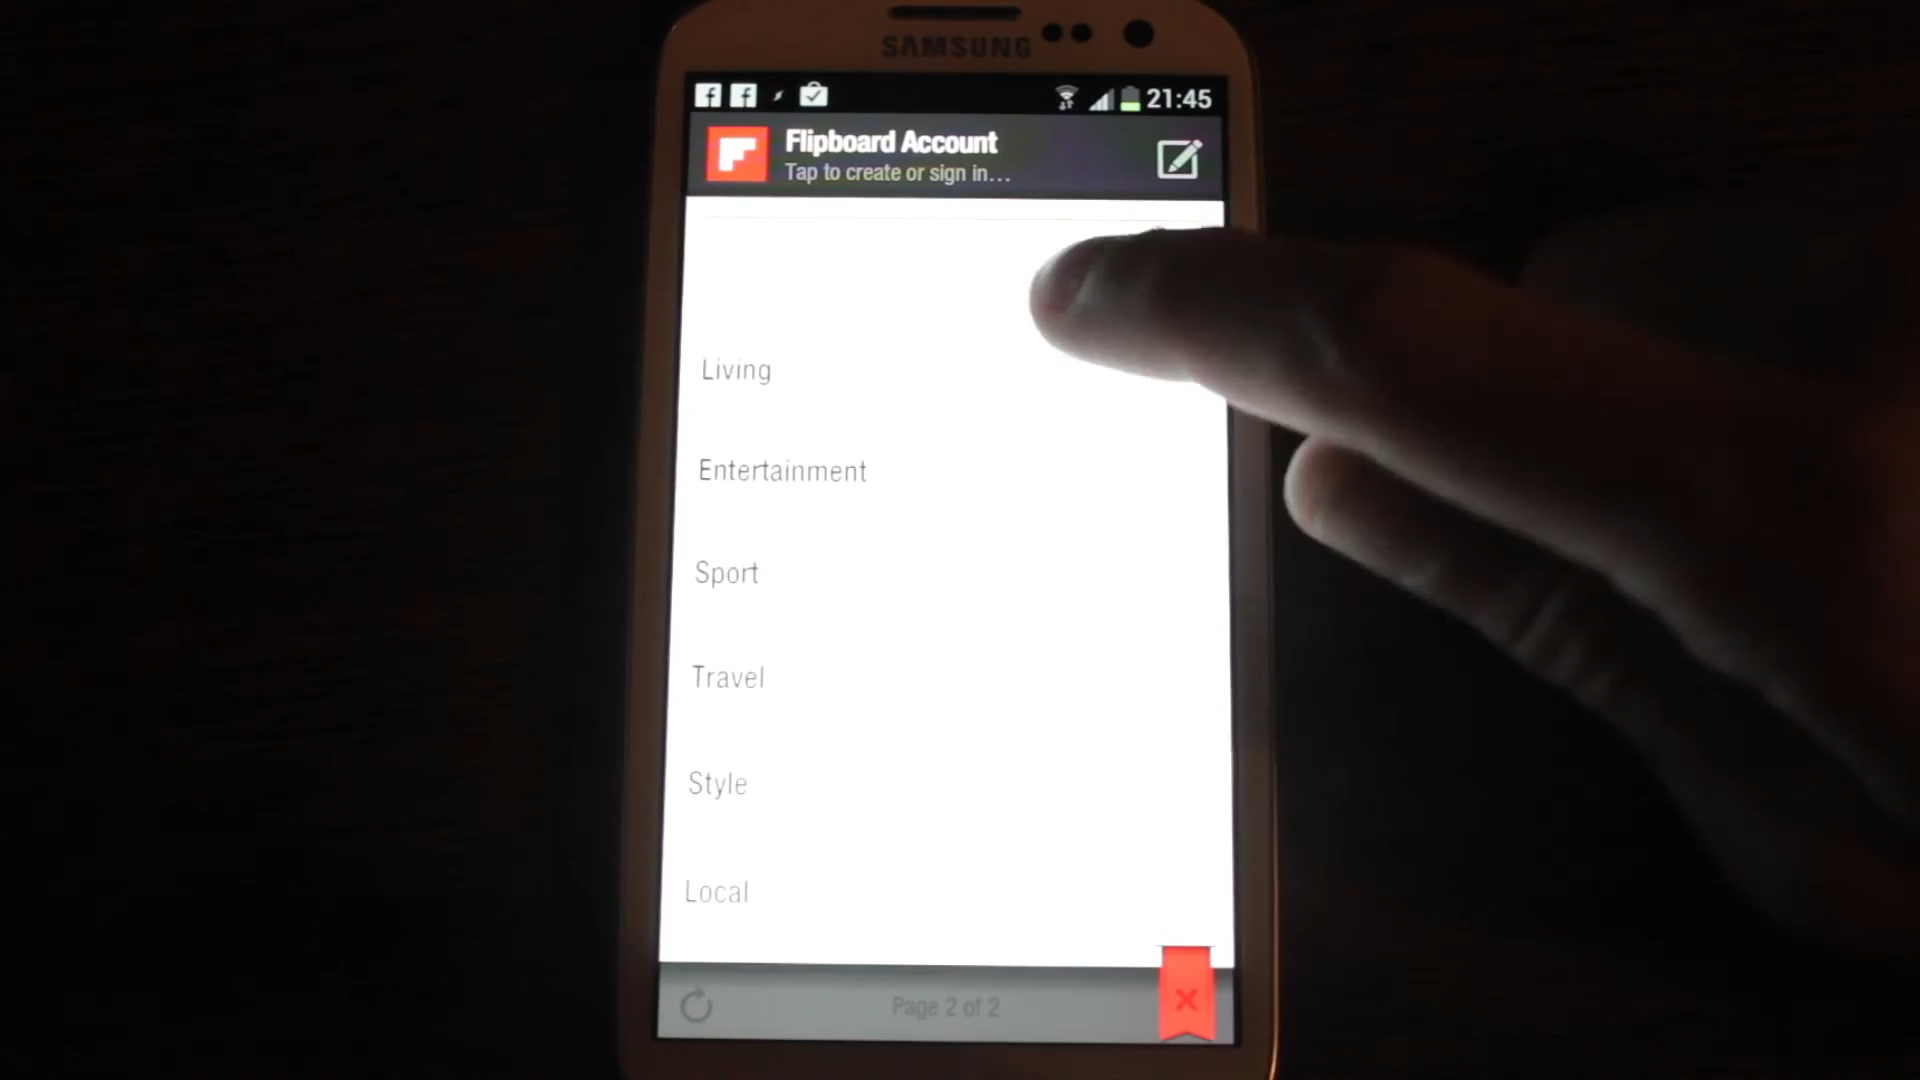 SAMSUNG
21:45
Flipboard Account
Tap to create or sign in...
Living
Entertainment
Sport
Travel
Style
Local
Page 2 of 2